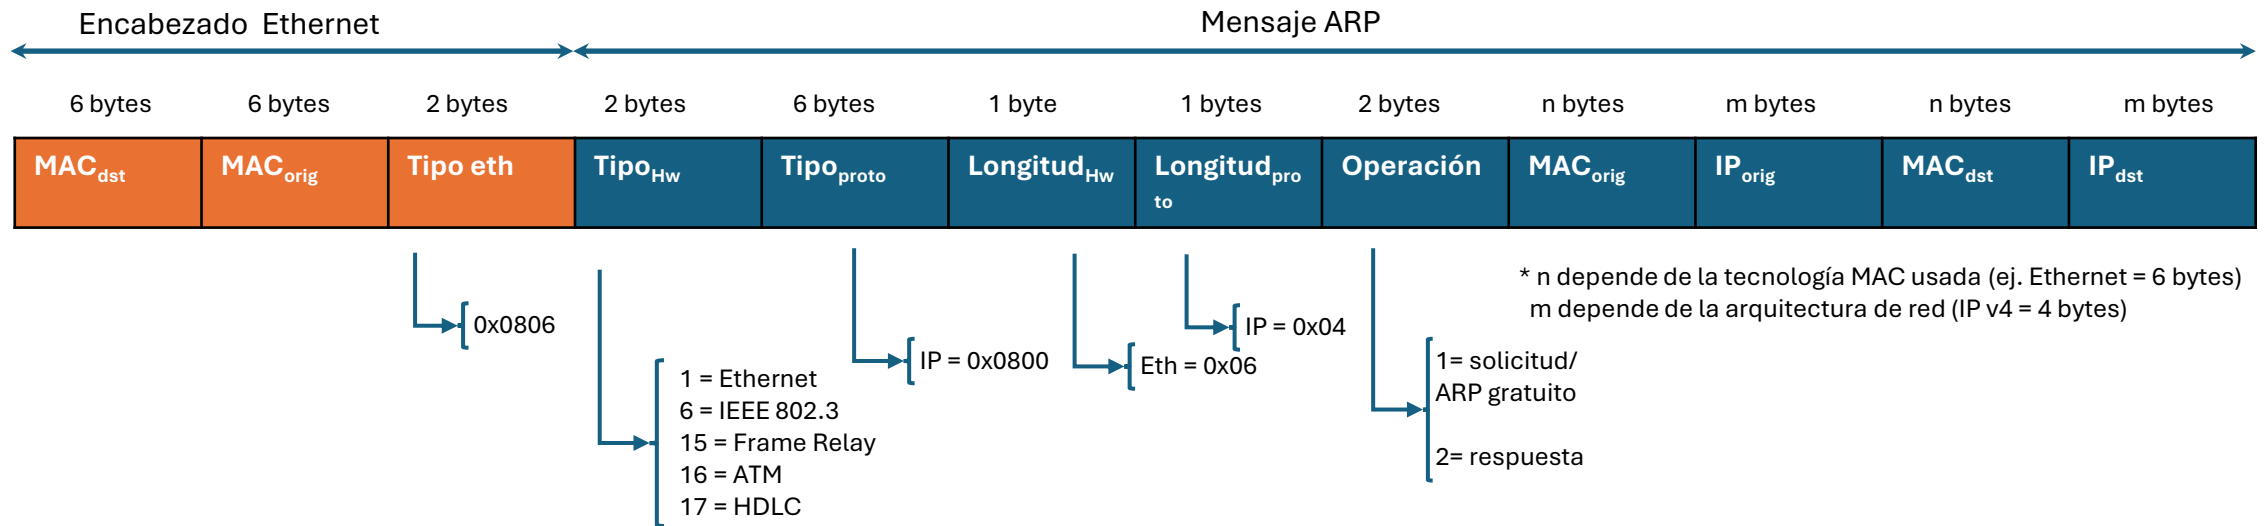 Encabezado Ethernet
Mensaje ARP
6 bytes
6 bytes
2 bytes
2 bytes
6 bytes
1 byte
1 bytes
2 bytes
n bytes
m bytes
n bytes
m bytes
MACdst
MACorig
Tipo eth
TipoHw
Tipoproto
LongitudHw
Longitudpro
to
Operación
MACorig
IPorig
MACdst
IPdst
0x0806
1 = Ethernet
6 = IEEE 802.3
15 = Frame Relay
16 = ATM
17 = HDLC
IP = 0x0800
Eth = 0x06
IP = 0x04
1= solicitud/
ARP gratuito
2= respuesta
* n depende de la tecnología MAC usada (ej. Ethernet = 6 bytes)
m depende de la arquitectura de red (IP v4 = 4 bytes)